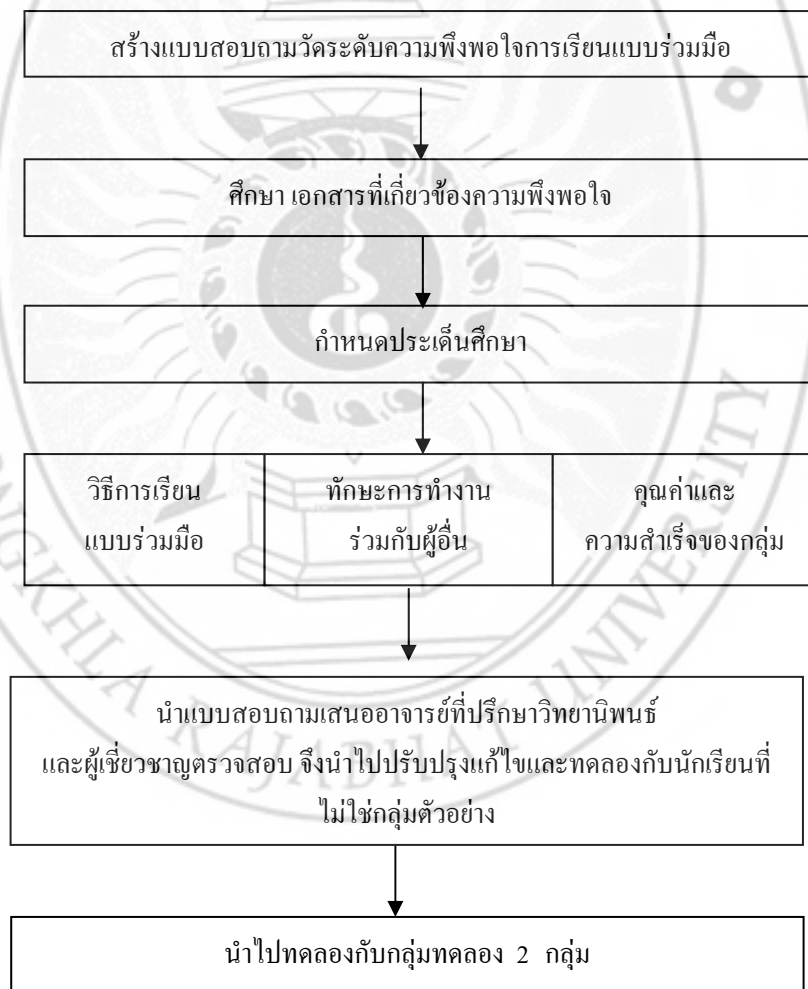 สร้างแบบสอบถามวัดระดับความพึงพอใจการเรียนแบบร่วมมือ
ศึกษา เอกสารที่เกี่ยวข้องความพึงพอใจ
กำหนดประเด็นศึกษา
วิธีการเรียน
แบบร่วมมือ
ทักษะการทำงาน
ร่วมกับผู้อื่น
คุณค่าและ
ความสำเร็จของกลุ่ม
นำแบบสอบถามเสนออาจารย์ที่ปรึกษาวิทยานิพนธ์
และผู้เชี่ยวชาญตรวจสอบ จึงนำไปปรับปรุงแก้ไขและทดลองกับนักเรียนที่
ไม่ใช่กลุ่มตัวอย่าง
นำไปทดลองกับกลุ่มทดลอง 2 กลุ่ม
NGKHLA RAJABHAT UNIVERSITY